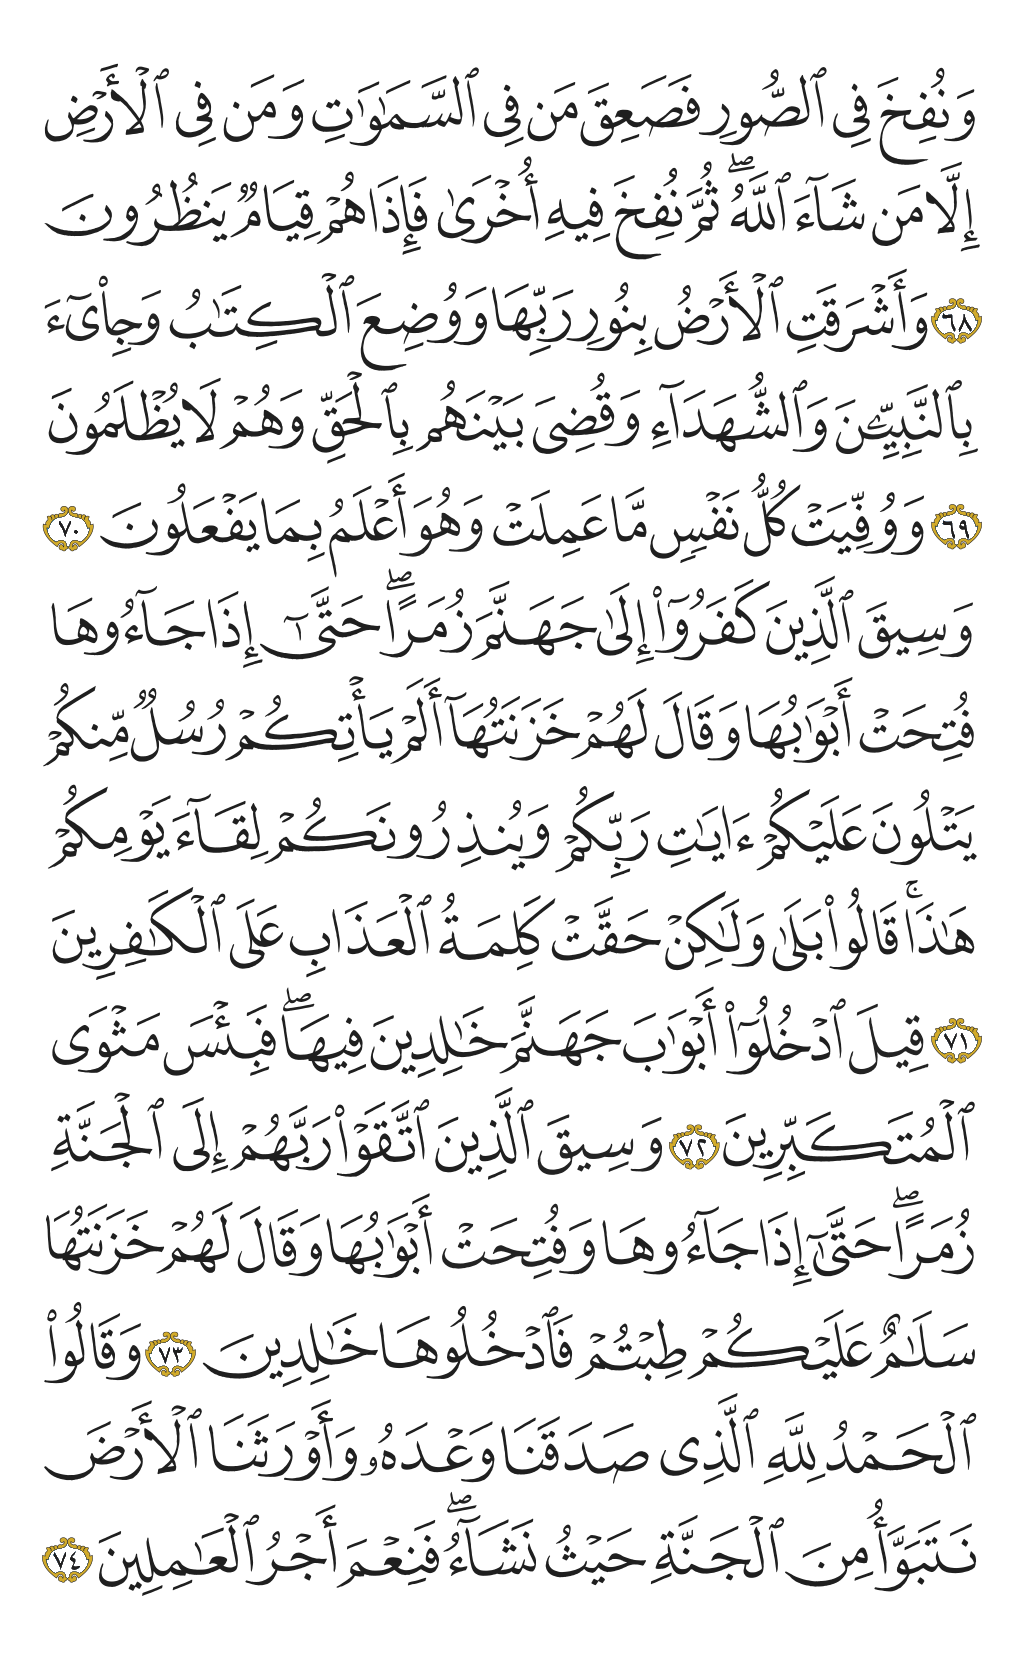 وَنُفِخَ فِى ٱلصُّورِ فَصَعِقَ مَن فِى ٱلسَّمَٰوَٰتِ وَمَن فِى ٱلْأَرْضِ
إِلَّا مَن شَآءَ ٱللَّهُ ۖ ثُمَّ نُفِخَ فِيهِ أُخْرَىٰ فَإِذَا هُمْ قِيَامٌ يَنظُرُونَ
٦٨ وَأَشْرَقَتِ ٱلْأَرْضُ بِنُورِ رَبِّهَا وَوُضِعَ ٱلْكِتَٰبُ وَجِا۟ىٓءَ
بِٱلنَّبِيِّـۧنَ وَٱلشُّهَدَآءِ وَقُضِىَ بَيْنَهُم بِٱلْحَقِّ وَهُمْ لَا يُظْلَمُونَ
٦٩ وَوُفِّيَتْ كُلُّ نَفْسٍ مَّا عَمِلَتْ وَهُوَ أَعْلَمُ بِمَا يَفْعَلُونَ ٧٠
وَسِيقَ ٱلَّذِينَ كَفَرُوٓا۟ إِلَىٰ جَهَنَّمَ زُمَرًا ۖ حَتَّىٰٓ إِذَا جَآءُوهَا
فُتِحَتْ أَبْوَٰبُهَا وَقَالَ لَهُمْ خَزَنَتُهَآ أَلَمْ يَأْتِكُمْ رُسُلٌ مِّنكُمْ
يَتْلُونَ عَلَيْكُمْ ءَايَٰتِ رَبِّكُمْ وَيُنذِرُونَكُمْ لِقَآءَ يَوْمِكُمْ
هَٰذَا ۚ قَالُوا۟ بَلَىٰ وَلَٰكِنْ حَقَّتْ كَلِمَةُ ٱلْعَذَابِ عَلَى ٱلْكَٰفِرِينَ
٧١ قِيلَ ٱدْخُلُوٓا۟ أَبْوَٰبَ جَهَنَّمَ خَٰلِدِينَ فِيهَا ۖ فَبِئْسَ مَثْوَى
ٱلْمُتَكَبِّرِينَ ٧٢ وَسِيقَ ٱلَّذِينَ ٱتَّقَوْا۟ رَبَّهُمْ إِلَى ٱلْجَنَّةِ
زُمَرًا ۖ حَتَّىٰٓ إِذَا جَآءُوهَا وَفُتِحَتْ أَبْوَٰبُهَا وَقَالَ لَهُمْ خَزَنَتُهَا
سَلَٰمٌ عَلَيْكُمْ طِبْتُمْ فَٱدْخُلُوهَا خَٰلِدِينَ ٧٣ وَقَالُوا۟
ٱلْحَمْدُ لِلَّهِ ٱلَّذِى صَدَقَنَا وَعْدَهُۥ وَأَوْرَثَنَا ٱلْأَرْضَ
نَتَبَوَّأُ مِنَ ٱلْجَنَّةِ حَيْثُ نَشَآءُ ۖ فَنِعْمَ أَجْرُ ٱلْعَٰمِلِينَ ٧٤